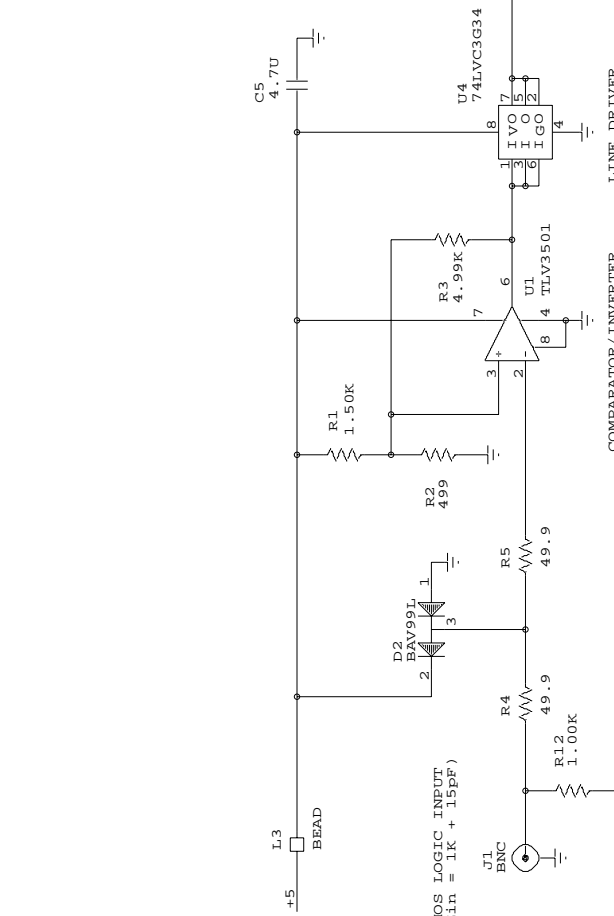 +5
L3
BEAD
C5
4.7U
U4
74LVC3G34
8
7
5
2
I V O
I O
I G O
1
3
6
4
LINE DRIVER
R3
4.99K
6
U1
TLV3501
7
4
8
3
2
+
-
COMPARATOR/INVERTER
R1
1.50K
R2
499
D2
BAV99L
1
2
3
R5
49.9
R4
49.9
R12
1.00K
OS LOGIC INPUT
in = 1K + 15pF)
J1
BNC